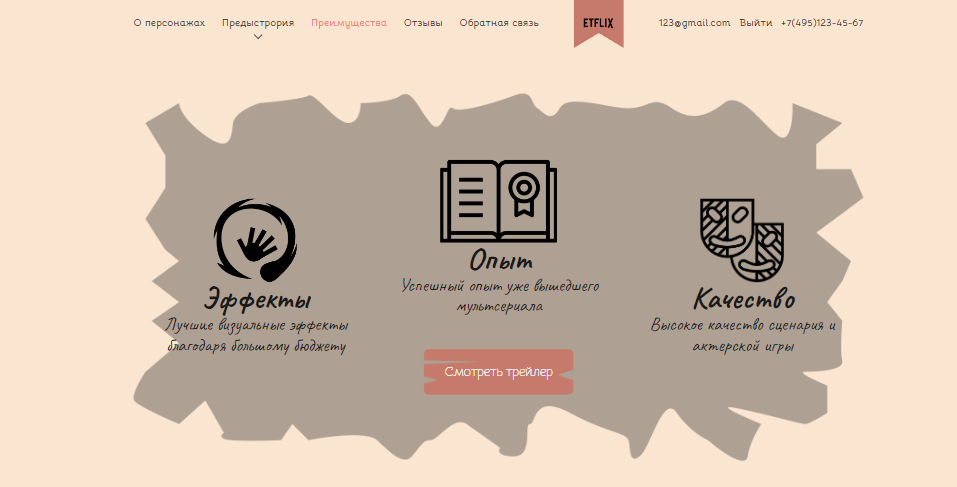 О персонажах Предыстрория Преимущества Отзывы Обратная связь ETFLIX 123@gmail.com Выйти +7(495)123-45-67
Опыт
Успешный опыт уже вышедшего
мультсериала
Эффекты
Лучшие визуальные эффекты
благодаря большому бюджету
Качество
Высокое качество сценария и
актерской игры
Смотреть трейлер